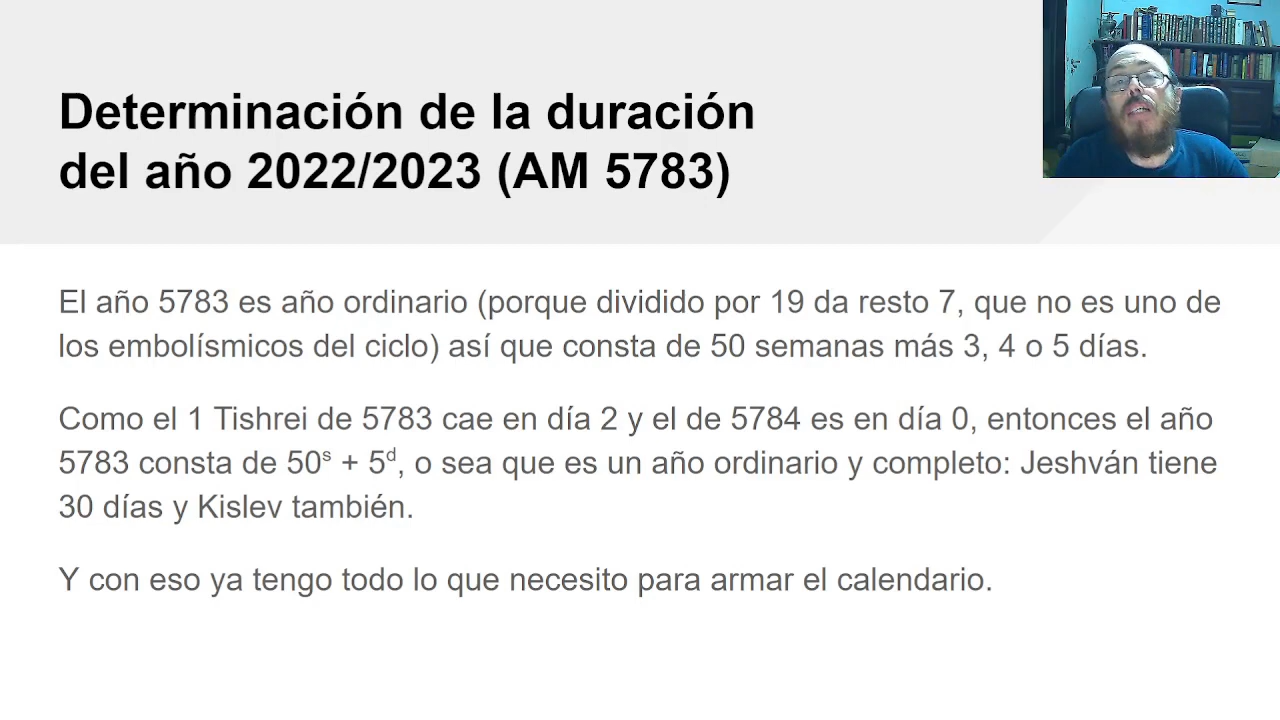 Determinación de la duración
del año 2022/2023 (AM 5783)
El año 5783 es año ordinario (porque dividido por 19 da resto 7, que no es uno de
los embolísmicos del ciclo) así que consta de 50 semanas más 3, 4 o 5 días.
Como el 1 Tishrei de 5783 cae en día 2 y el de 5784 es en día 0, entonces el año
5783 consta de 50ˢ + 5ᵈ, o sea que es un año ordinario y completo: Jeshván tiene
30 días y Kislev también.
Y con eso ya tengo todo lo que necesito para armar el calendario.